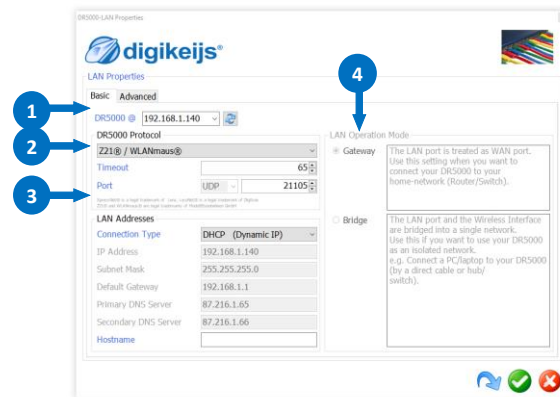 DR5000-LAN Properties
digikeijs®
LAN Properties
Basic Advanced
DR5000 @ 192.168.1.140
DR5000 Protocol
Z21® / WLANmaus®
Timeout 65
Port UDP 21105
LAN Addresses
Connection Type DHCP (Dynamic IP)
IP Address 192.168.1.140
Subnet Mask 255.255.255.0
Default Gateway 192.168.1.1
Primary DNS Server 87.216.1.65
Secondary DNS Server 87.216.1.66
Hostname
LAN Operation Mode
Gateway
The LAN port is treated as WAN port.
Use this setting when you want to
connect your DR5000 to your
home-network (Router/Switch).
Bridge
The LAN port and the Wireless Interface
are bridged into a single network.
Use this if you want to use your DR5000
as an isolated network.
e.g. Connect a PC/laptop to your DR5000
(by a direct cable or hub/
switch).
1
2
3
4